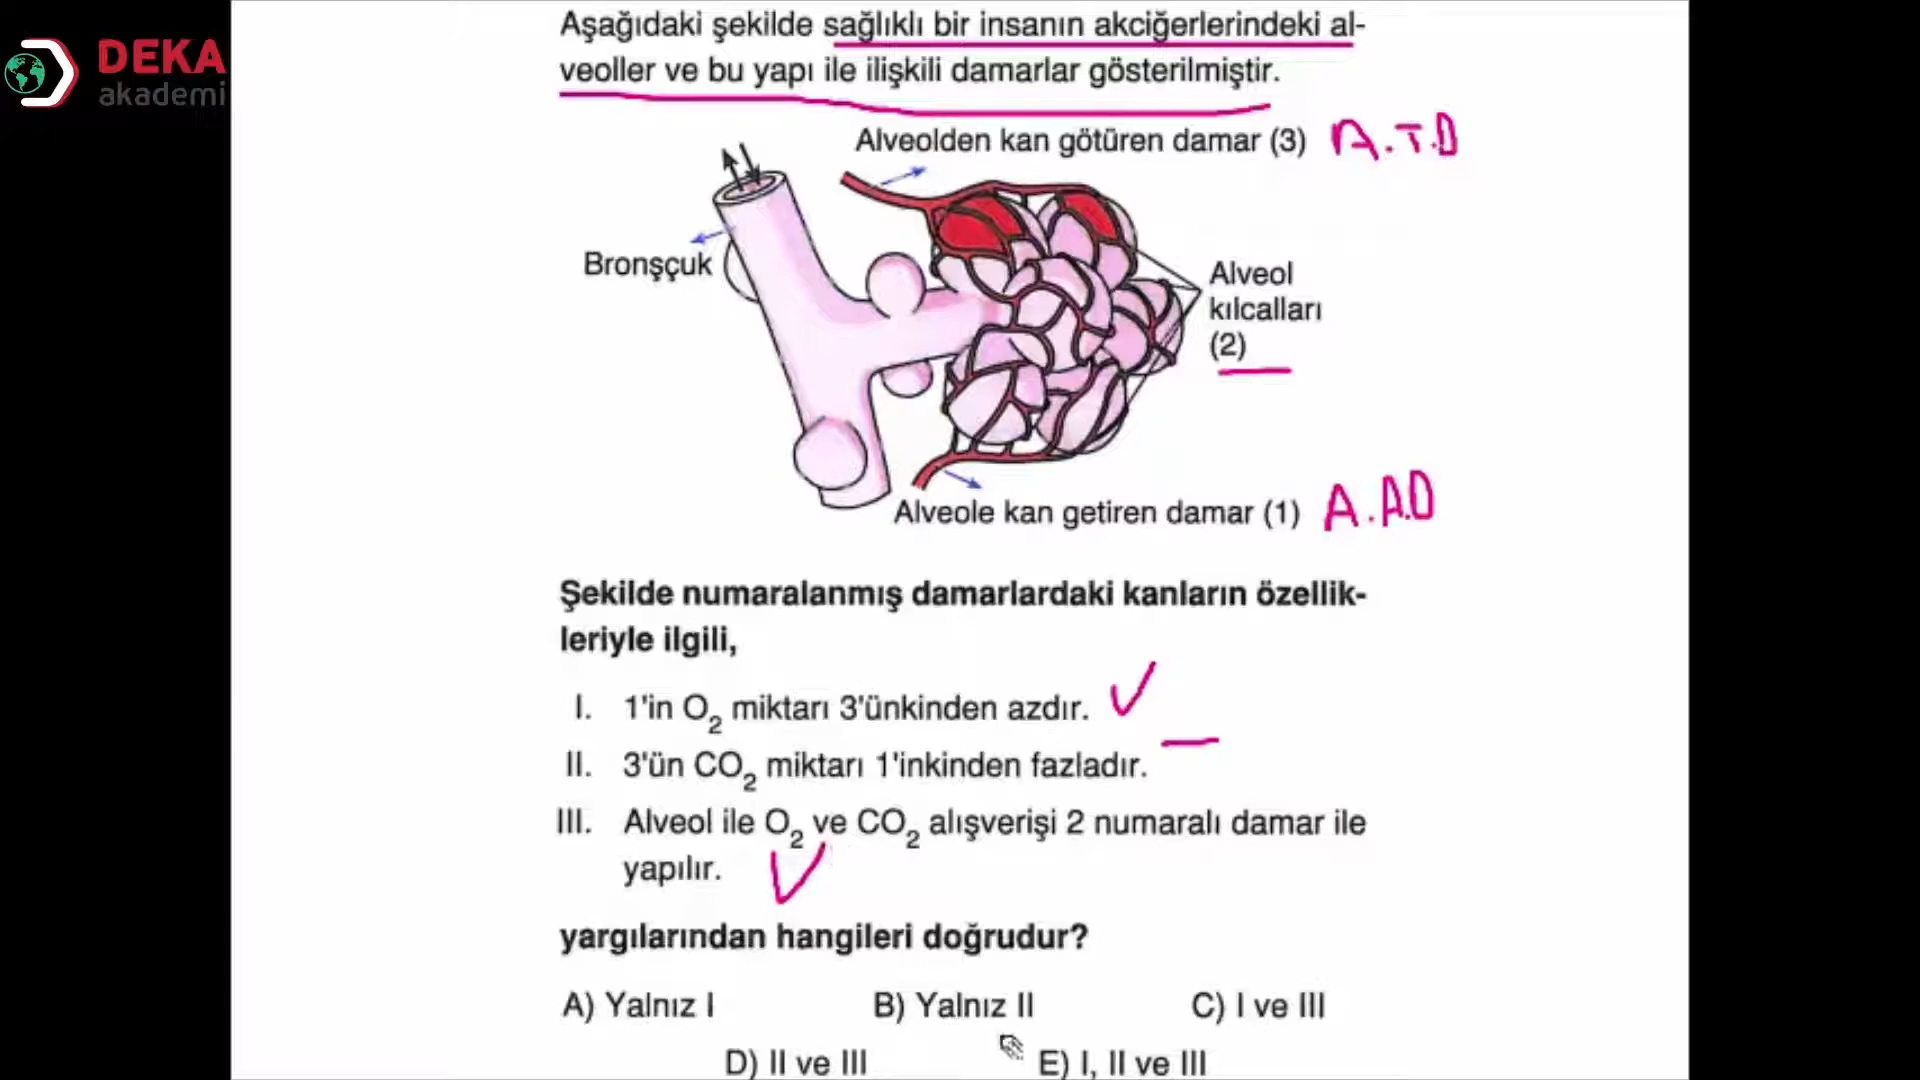 DEKA
akademi
Aşağıdaki şekilde sağlıklı bir insanın akciğerlerindeki al-
veoller ve bu yapı ile ilişkili damarlar gösterilmiştir.
Alveolden kan götüren damar (3) A.T.D
Bronşçuk
Alveol
kılcalları
(2)
Alveole kan getiren damar (1) A.A.D
Şekilde numaralanmış damarlardaki kanların özellik-
leriyle ilgili,
I. 1'in O₂ miktarı 3'ünkinden azdır.
II. 3'ün CO₂ miktarı 1'inkinden fazladır.
III. Alveol ile O₂ ve CO₂ alışverişi 2 numaralı damar ile
yapılır.
yargılarından hangileri doğrudur?
A) Yalnız I B) Yalnız II C) I ve III
D) II ve III E) I, II ve III